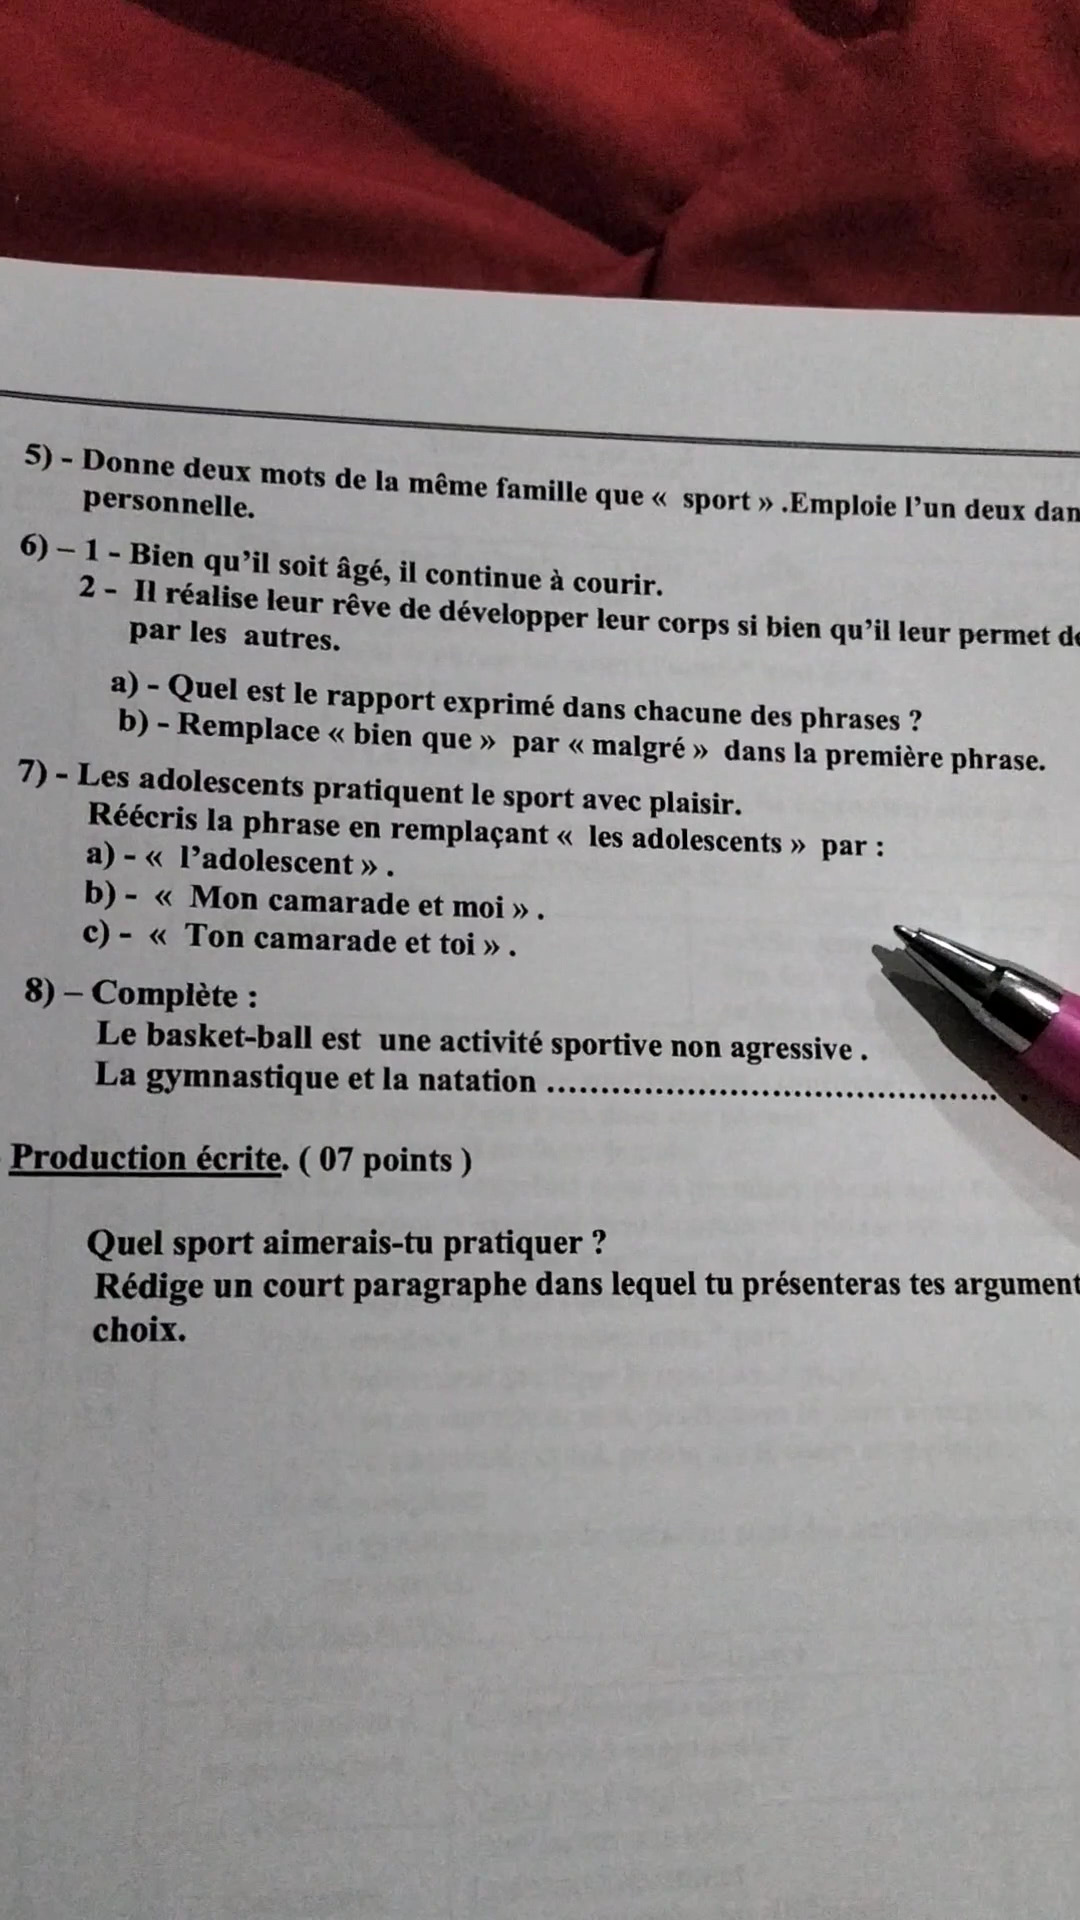 5) - Donne deux mots de la même famille que « sport » .Emploie l’un deux dan
personnelle.
6) – 1 - Bien qu’il soit âgé, il continue à courir.
2 - Il réalise leur rêve de développer leur corps si bien qu’il leur permet de
par les autres.
a) - Quel est le rapport exprimé dans chacune des phrases ?
b) - Remplace « bien que » par « malgré » dans la première phrase.
7) - Les adolescents pratiquent le sport avec plaisir.
Réécris la phrase en remplaçant « les adolescents » par :
a) - « l’adolescent » .
b) - « Mon camarade et moi » .
c) - « Ton camarade et toi » .
8) – Complète :
Le basket-ball est une activité sportive non agressive .
La gymnastique et la natation ..................................................
Production écrite. ( 07 points )
Quel sport aimerais-tu pratiquer ?
Rédige un court paragraphe dans lequel tu présenteras tes argument
choix.